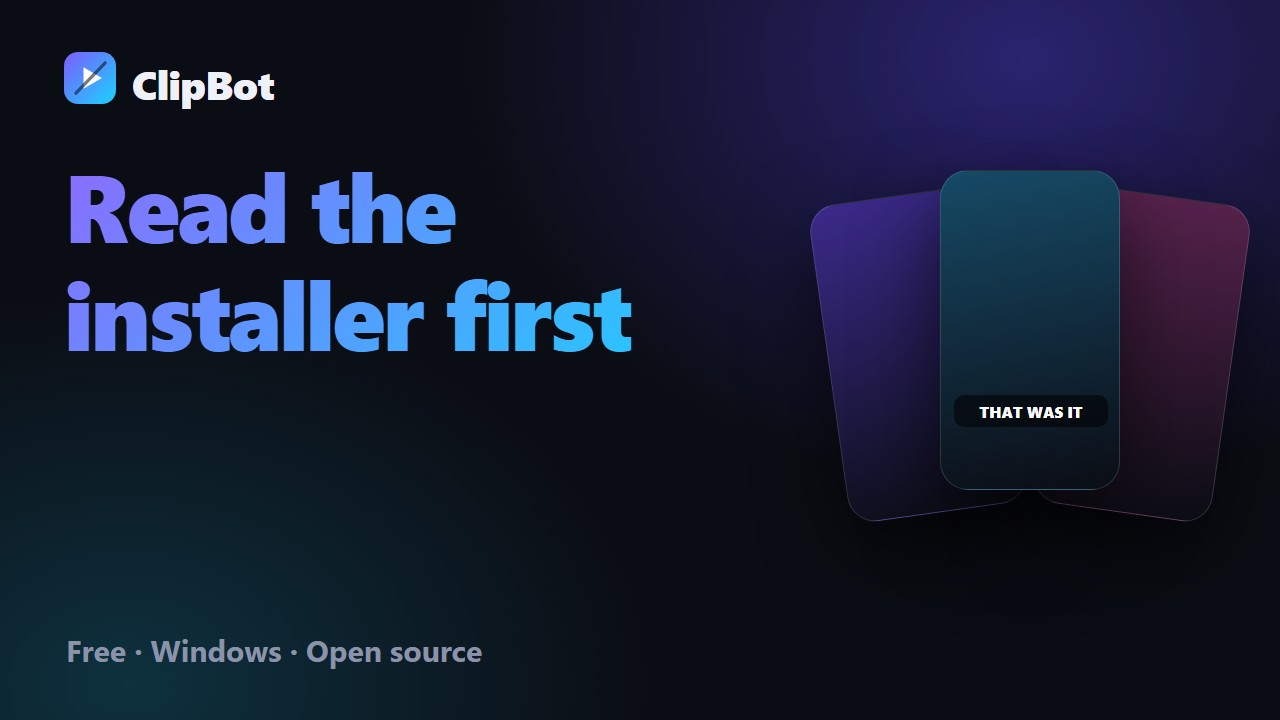 ClipBot
Read the
installer first
THAT WAS IT
Free · Windows · Open source